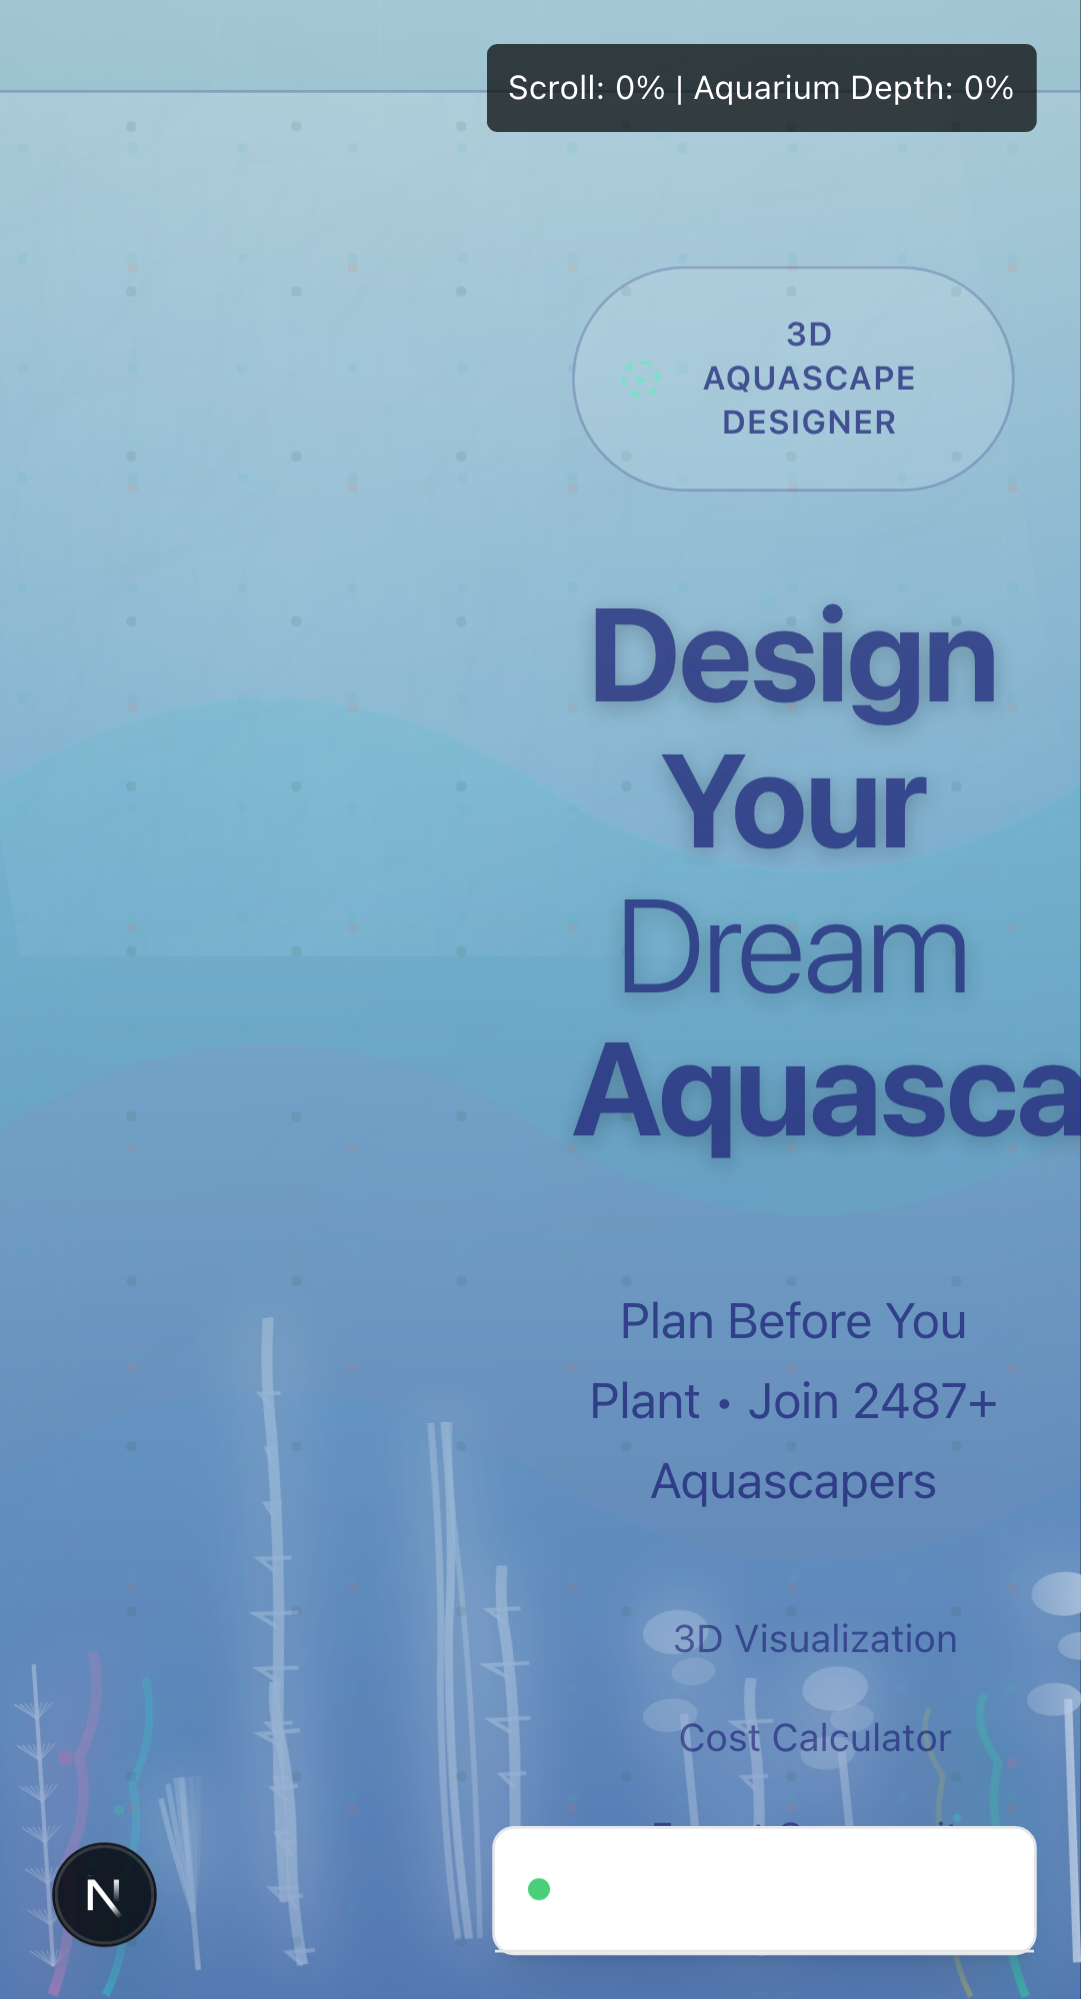 Scroll: 0% | Aquarium Depth: 0%
3D
AQUASCAPE
DESIGNER
Design
Your
Dream
Aquasca
Plan Before You
Plant • Join 2487+
Aquascapers
3D Visualization
Cost Calculator
N